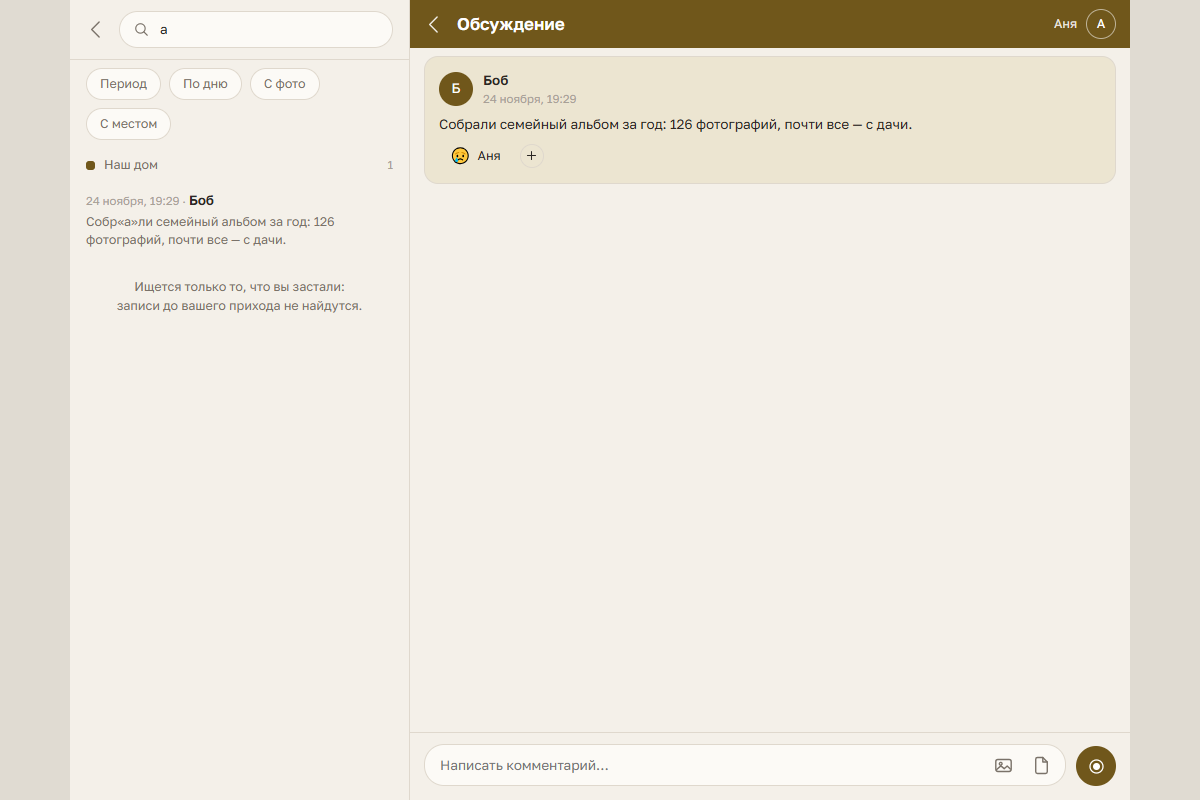 а
Период
По дню
С фото
С местом
Наш дом
1
24 ноября, 19:29 · Боб
Собр«а»ли семейный альбом за год: 126
фотографий, почти все — с дачи.
Ищется только то, что вы застали:
записи до вашего прихода не найдутся.
Обсуждение
Аня
А
Б
Боб
24 ноября, 19:29
Собрали семейный альбом за год: 126 фотографий, почти все — с дачи.
😥 Аня
+
Написать комментарий...